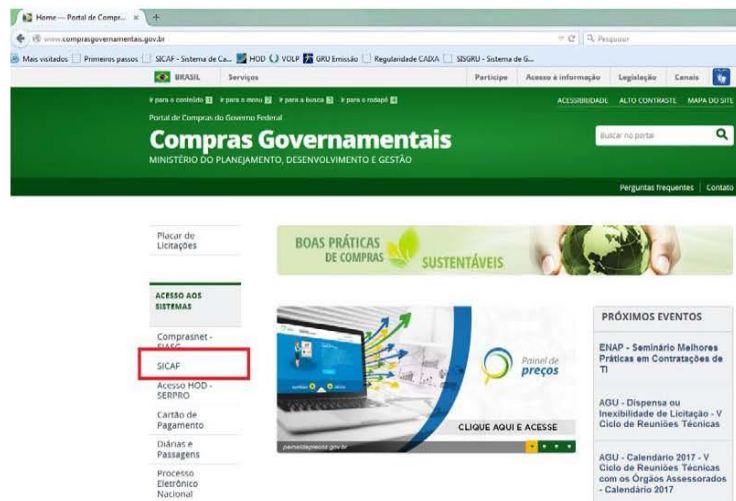 Home — Portal de Compr... × +
www.comprasgovernamentais.gov.br
Pesquisar
Mais visitados Primeiros passos SICAF - Sistema de Ca... HOD VOLP GRU Emissão Regularidade CAIXA SISGRU - Sistema de G...
BRASIL Serviços Participe Acesso à informação Legislação Canais
Ir para o conteúdo 1 Ir para o menu 2 Ir para a busca 3 Ir para o rodapé 4 ACESSIBILIDADE ALTO CONTRASTE MAPA DO SITE
Portal de Compras do Governo Federal
Compras Governamentais
Buscar no portal
MINISTÉRIO DO PLANEJAMENTO, DESENVOLVIMENTO E GESTÃO
Perguntas frequentes Contato
Placar de
Licitações
BOAS PRÁTICAS
DE COMPRAS
SUSTENTÁVEIS
ACESSO AOS
SISTEMAS
Comprasnet -
SIASG
SICAF
Acesso HOD -
SERPRO
Cartão de
Pagamento
Diárias e
Passagens
Processo
Eletrônico
Nacional
Painel de
preços
CLIQUE AQUI E ACESSE
paineldeprecos.gov.br
PRÓXIMOS EVENTOS
ENAP - Seminário Melhores
Práticas em Contratações de
TI
AGU - Dispensa ou
Inexibilidade de Licitação - V
Ciclo de Reuniões Técnicas
AGU - Calendário 2017 - V
Ciclo de Reuniões Técnicas
com os Órgãos Assessorados
- Calendário 2017